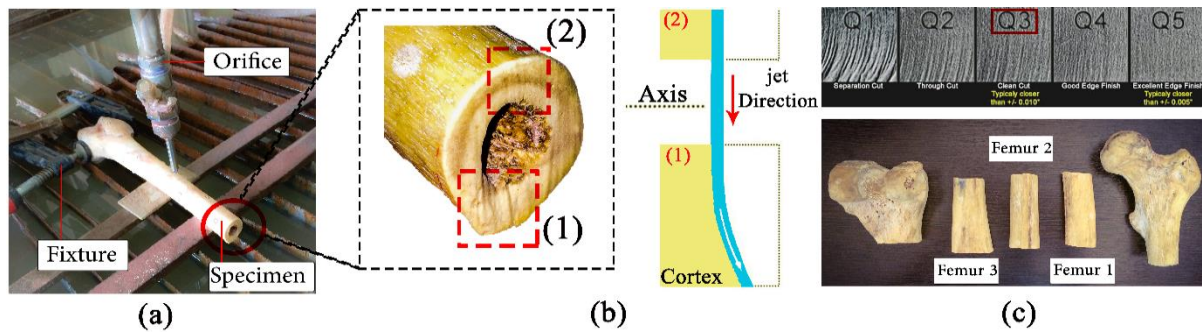 Orifice
Fixture
Specimen
(a)
(2)
(1)
(b)
(2)
jet
Direction
Axis
(1)
Cortex
Q1
Q2
Q3
Q4
Q5
Separation Cut
Through Cut
Clean Cut
Typicaly closer
than +/- 0.010"
Good Edge Finish
Excellent Edge Finish
Typicaly closer
than +/- 0.005"
Femur 2
Femur 3
Femur 1
(c)